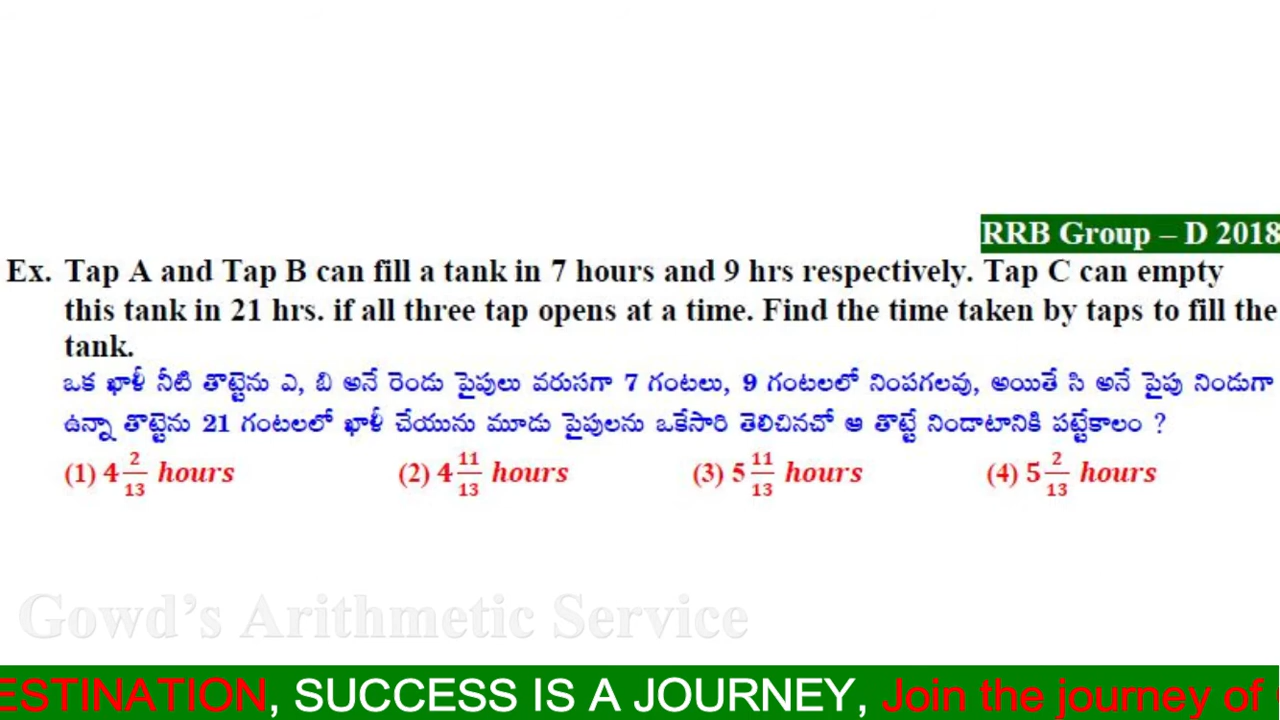 RRB Group – D 2018
Ex. Tap A and Tap B can fill a tank in 7 hours and 9 hrs respectively. Tap C can empty
this tank in 21 hrs. if all three tap opens at a time. Find the time taken by taps to fill the
tank.
ఒక ఖాళీ నీటి తొట్టెను ఎ, బి అనే రెండు పైపులు వరుసగా 7 గంటలు, 9 గంటలలో నింపగలవు, అయితే సి అనే పైపు నిండుగా
ఉన్నా తొట్టెను 21 గంటలలో ఖాళీ చేయును మూడు పైపులను ఒకేసారి తెలిచినచో ఆ తొట్టే నిండాటానికి పట్టేకాలం ?
(1) 4 2/13 hours (2) 4 11/13 hours (3) 5 11/13 hours (4) 5 2/13 hours
Gowd's Arithmetic Service
ESTINATION, SUCCESS IS A JOURNEY, Join the journey of